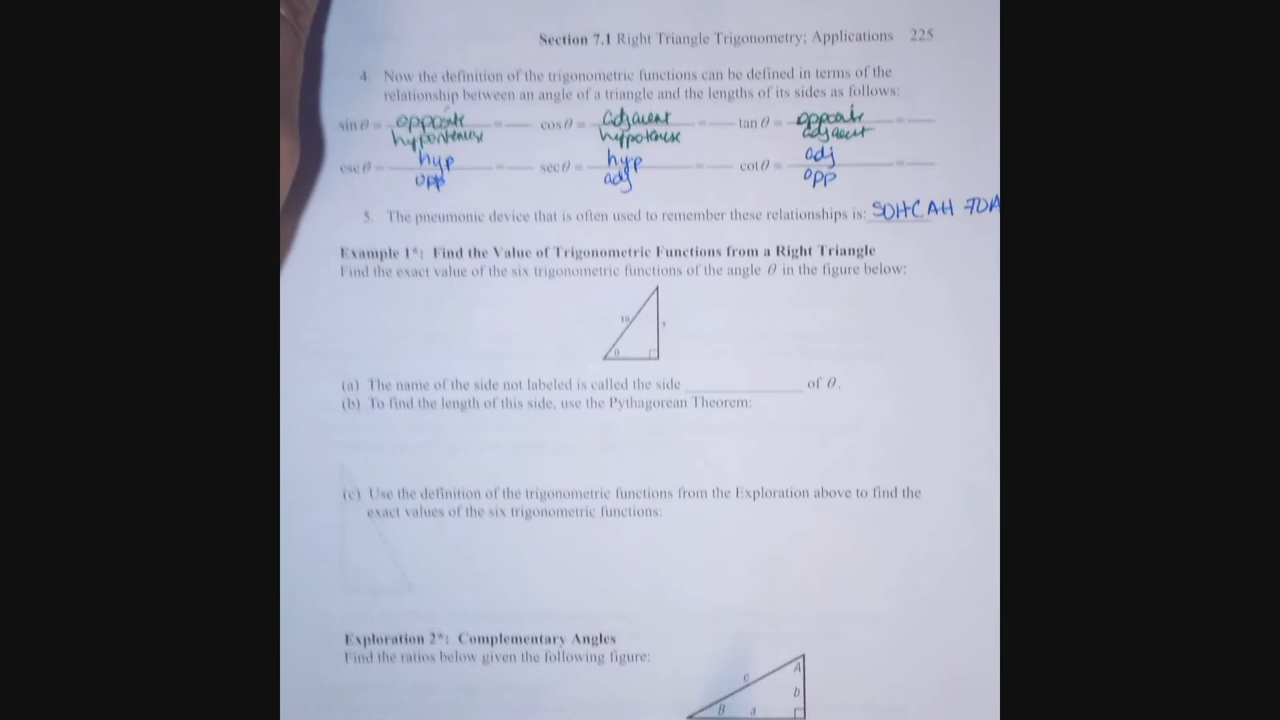 Section 7.1 Right Triangle Trigonometry; Applications 225
4. Now the definition of the trigonometric functions can be defined in terms of the
relationship between an angle of a triangle and the lengths of its sides as follows:
sin θ = opposite / hypotenuse = ___ cos θ = adjacent / hypotenuse = ___ tan θ = opposite / adjacent = ___
csc θ = hyp / opp = ___ sec θ = hyp / adj = ___ cot θ = adj / opp = ___
5. The pneumonic device that is often used to remember these relationships is: SOHCAH TOA
Example 1*: Find the Value of Trigonometric Functions from a Right Triangle
Find the exact value of the six trigonometric functions of the angle θ in the figure below:
10
θ
(a) The name of the side not labeled is called the side ____________ of θ.
(b) To find the length of this side, use the Pythagorean Theorem:
(c) Use the definition of the trigonometric functions from the Exploration above to find the
exact values of the six trigonometric functions:
Exploration 2*: Complementary Angles
Find the ratios below given the following figure:
A
c
b
B a